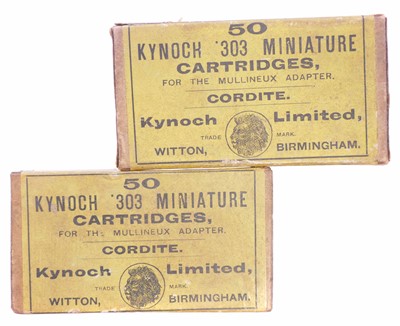 50
KYNOCH ·303 MINIATURE
CARTRIDGES,
FOR THE MULLINEUX ADAPTER.
CORDITE.
Kynoch Limited,
TRADE MARK.
WITTON, BIRMINGHAM.
50
KYNOCH ·303 MINIATURE
CARTRIDGES,
FOR THE MULLINEUX ADAPTER.
CORDITE.
Kynoch Limited,
TRADE MARK.
WITTON, BIRMINGHAM.